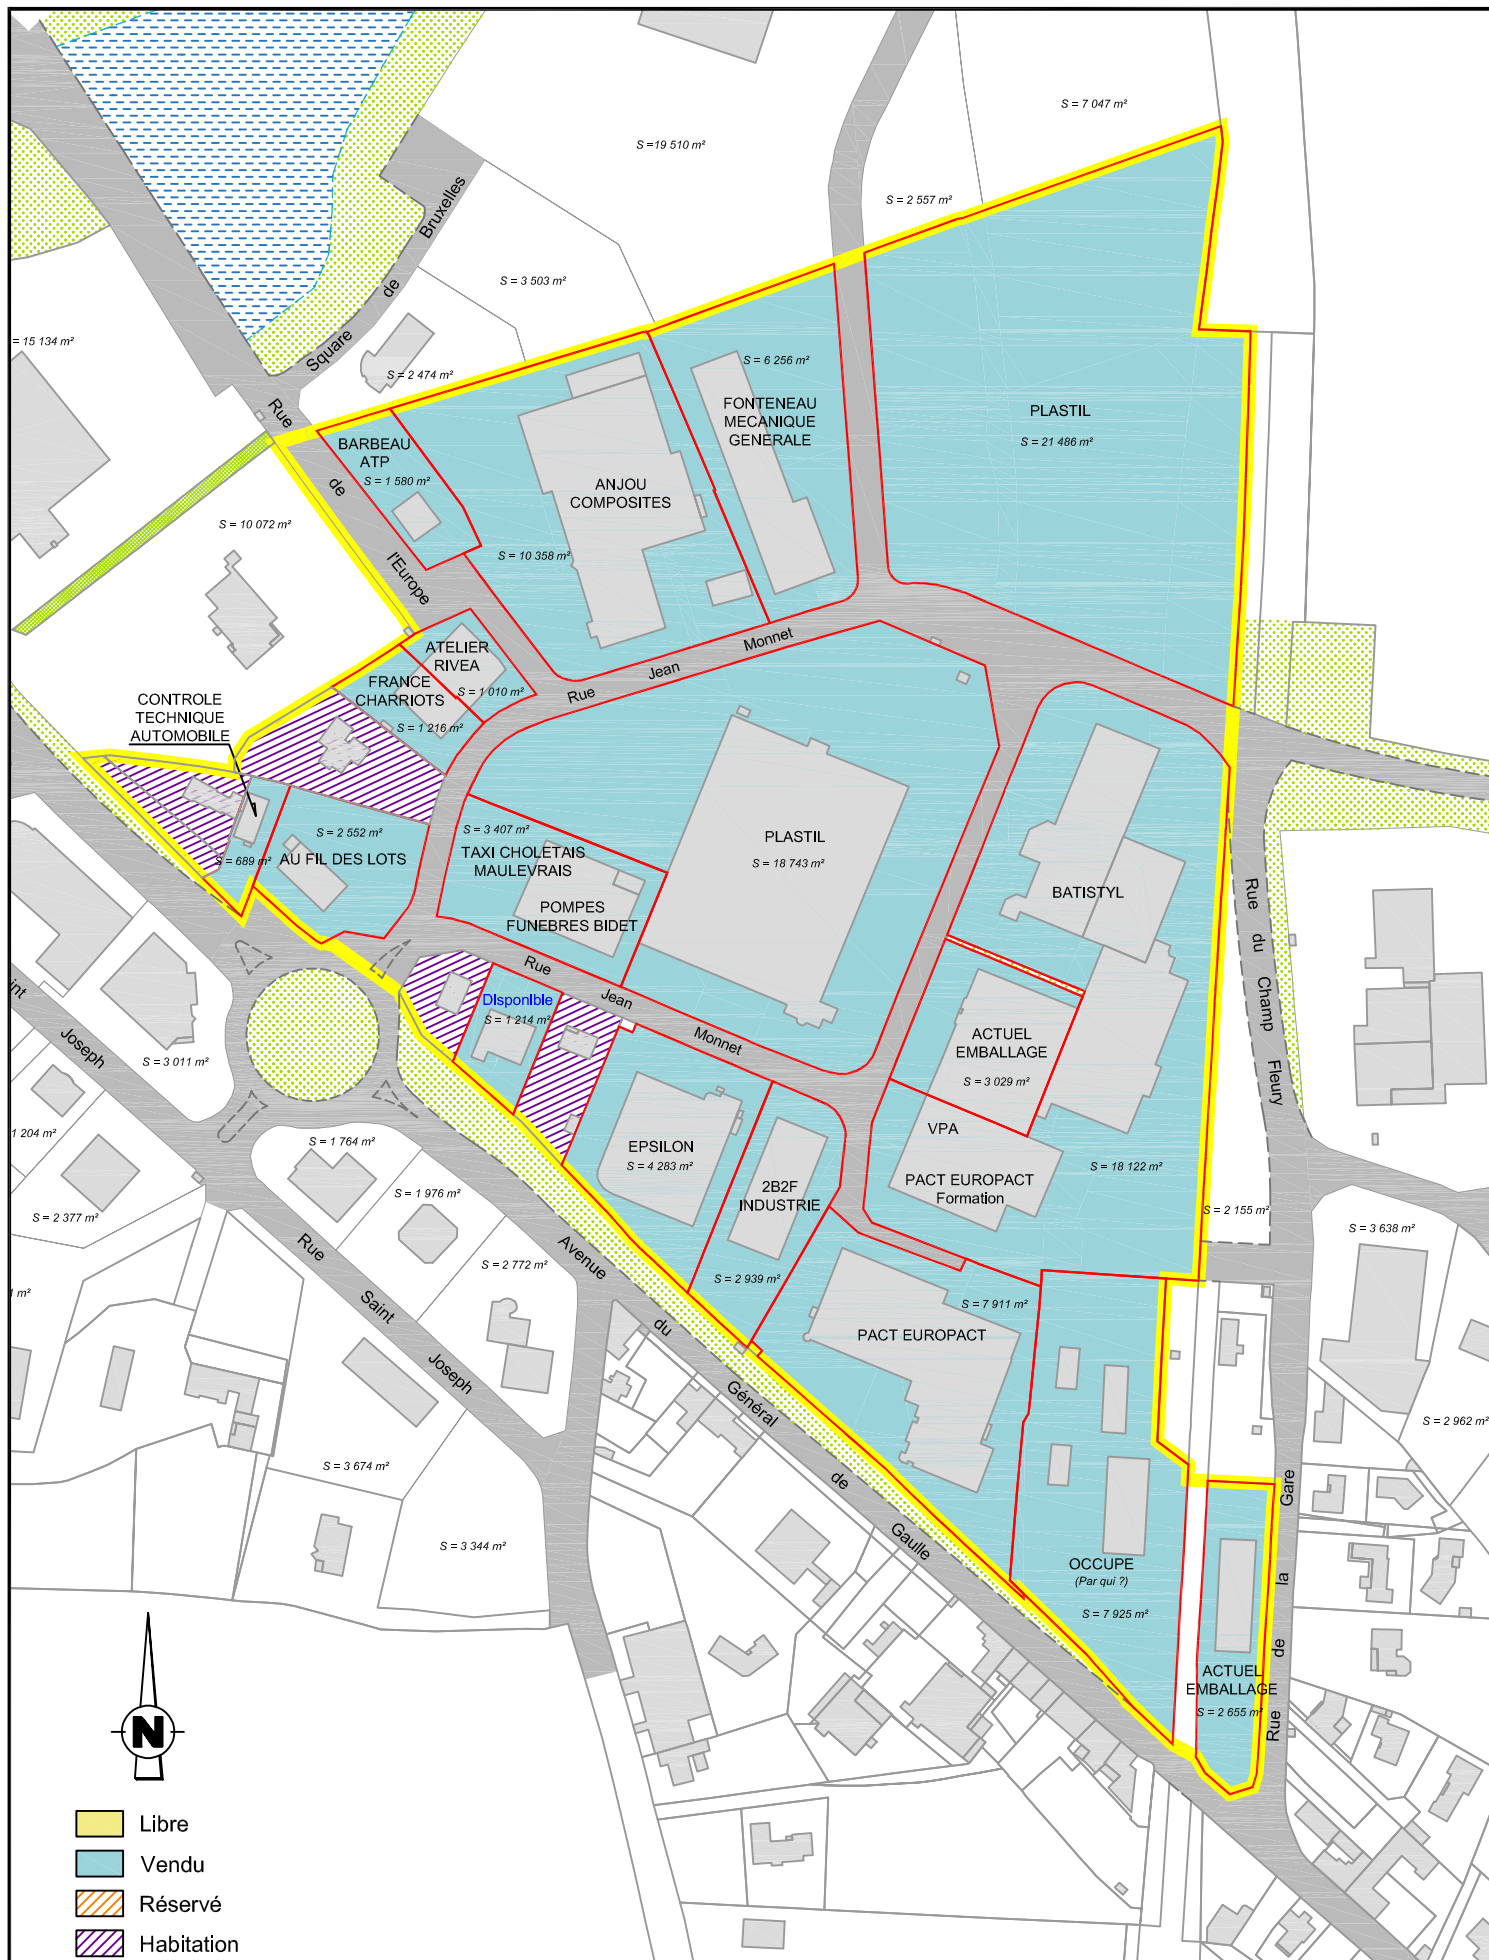 S = 7 047 m²
S =19 510 m²
S = 2 557 m²
Square
de
Bruxelles
S = 3 503 m²
= 15 134 m²
S = 2 474 m²
S = 6 256 m²
FONTENEAU
MECANIQUE
GENERALE
PLASTIL
S = 21 486 m²
Rue
de
l'Europe
BARBEAU
ATP
S = 1 580 m²
ANJOU
COMPOSITES
S = 10 358 m²
S = 10 072 m²
Rue
Jean
Monnet
ATELIER
RIVEA
S = 1 010 m²
FRANCE
CHARRIOTS
S = 1 216 m²
CONTROLE
TECHNIQUE
AUTOMOBILE
S = 2 552 m²
AU FIL DES LOTS
S = 689 m²
S = 3 407 m²
TAXI CHOLETAIS
MAULEVRAIS
POMPES
FUNEBRES BIDET
PLASTIL
S = 18 743 m²
BATISTYL
Rue
du
Champ
Fleury
Rue
Jean
Monnet
Disponible
S = 1 214 m²
ACTUEL
EMBALLAGE
S = 3 029 m²
int
Joseph
S = 3 011 m²
1 204 m²
S = 1 764 m²
VPA
EPSILON
S = 4 283 m²
S = 18 122 m²
PACT EUROPACT
Formation
2B2F
INDUSTRIE
S = 1 976 m²
S = 2 377 m²
S = 2 155 m²
S = 3 638 m²
Rue
Saint
Joseph
S = 2 772 m²
Avenue
du
Général
de
Gaulle
S = 2 939 m²
S = 7 911 m²
1 m²
PACT EUROPACT
S = 2 962 m²
S = 3 674 m²
S = 3 344 m²
OCCUPE
(Par qui ?)
S = 7 925 m²
Rue
de
la
Gare
ACTUEL
EMBALLAGE
S = 2 655 m²
N
Libre
Vendu
Réservé
Habitation